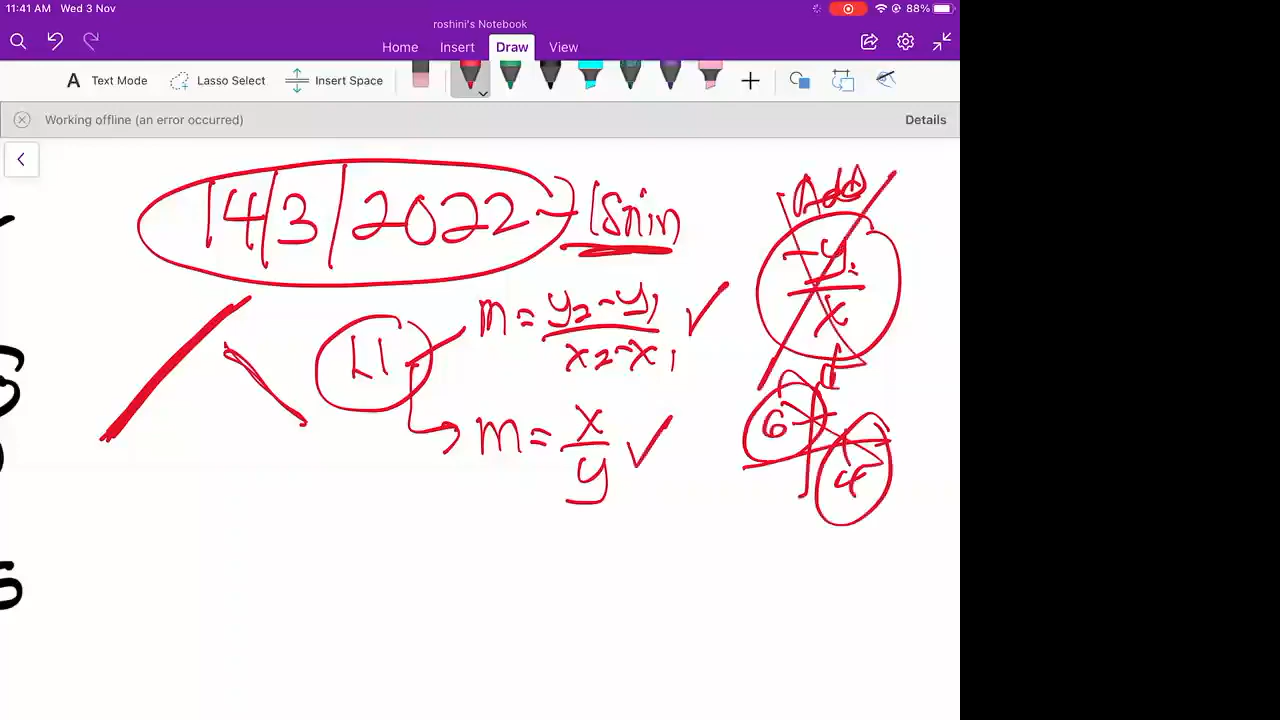 11:41 AM Wed 3 Nov
88%
roshini's Notebook
Home Insert Draw View
A Text Mode Lasso Select Insert Space
Working offline (an error occurred) Details
14/3/2022
Add
-y
x
m = y₂-y₁
x₂-x₁
m = x
y
6
4